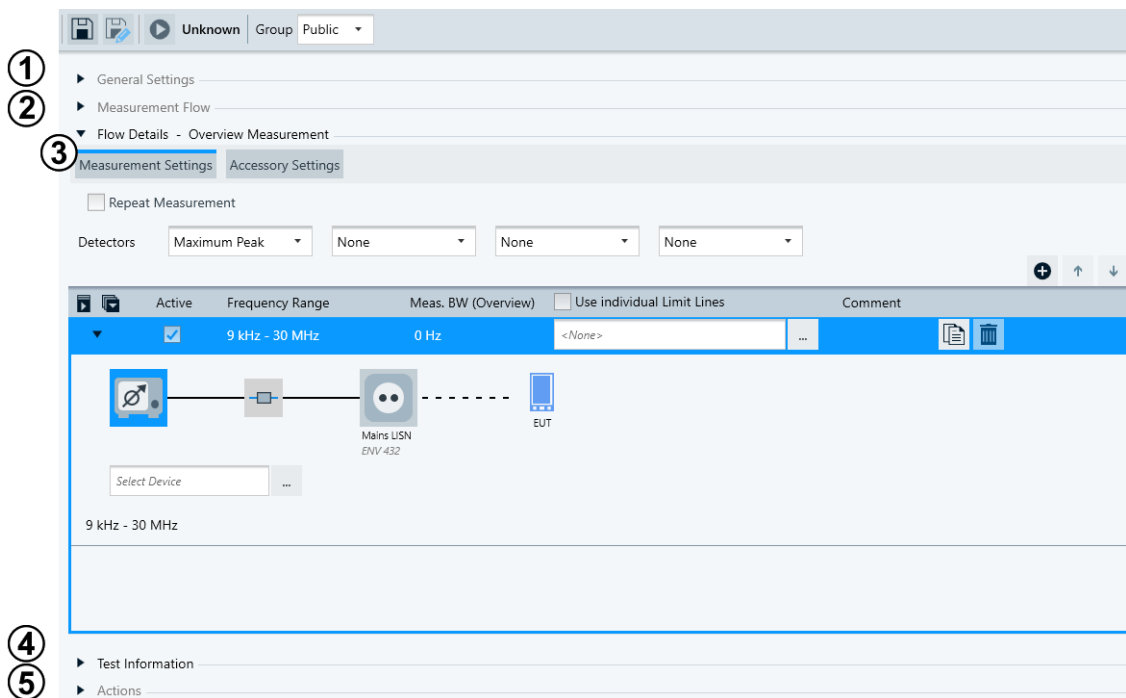 Unknown Group Public
1
General Settings
2
Measurement Flow
Flow Details - Overview Measurement
3
Measurement Settings Accessory Settings
Repeat Measurement
Detectors Maximum Peak None None None
Active Frequency Range Meas. BW (Overview) Use individual Limit Lines Comment
9 kHz - 30 MHz 0 Hz <None> ...
Mains LISN
ENV 432
EUT
Select Device ...
9 kHz - 30 MHz
4
Test Information
5
Actions